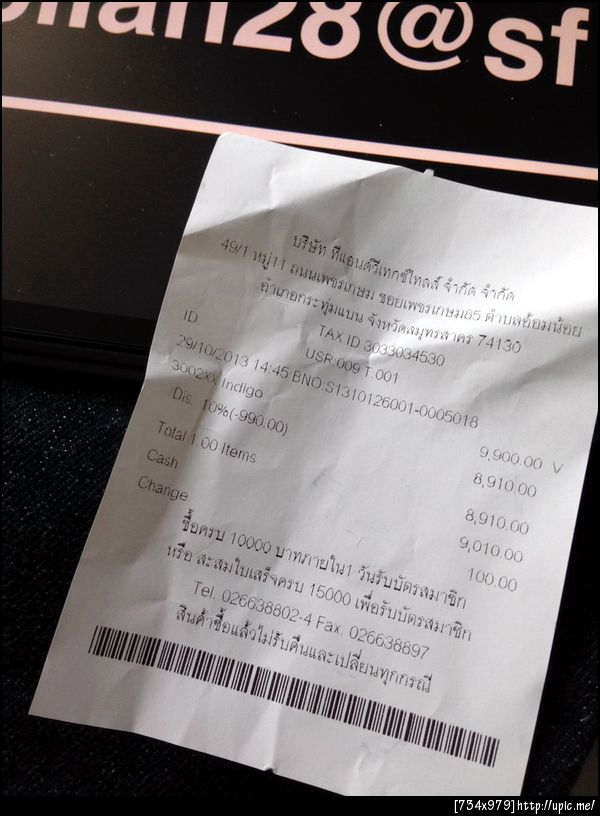 28@sf
บริษัท ทีแอนด์รีเทกซ์ไทลส์ จำกัด จำกัด
49/1 หมู่11 ถนนเพชรเกษม ซอยเพชรเกษม85 ตำบลอ้อมน้อย
อำเภอกระทุ่มแบน จังหวัดสมุทรสาคร 74130
TAX ID 3033034530
ID. USR:009 T.001
29/10/2013 14:45 BNO:S1310126001-0005018
3002xx Indigo 9,900.00 V
Dis. 10%(-990.00) 8,910.00
Total 1.00 Items 8,910.00
Cash 9,010.00
Change 100.00
ซื้อครบ 10000 บาทภายใน1 วันรับบัตรสมาชิก
หรือ สะสมใบเสร็จครบ 15000 เพื่อรับบัตรสมาชิก
Tel. 026638802-4 Fax. 026638897
สินค้าซื้อแล้วไม่รับคืนและเปลี่ยนทุกกรณี
[734x979]http://upic.me/